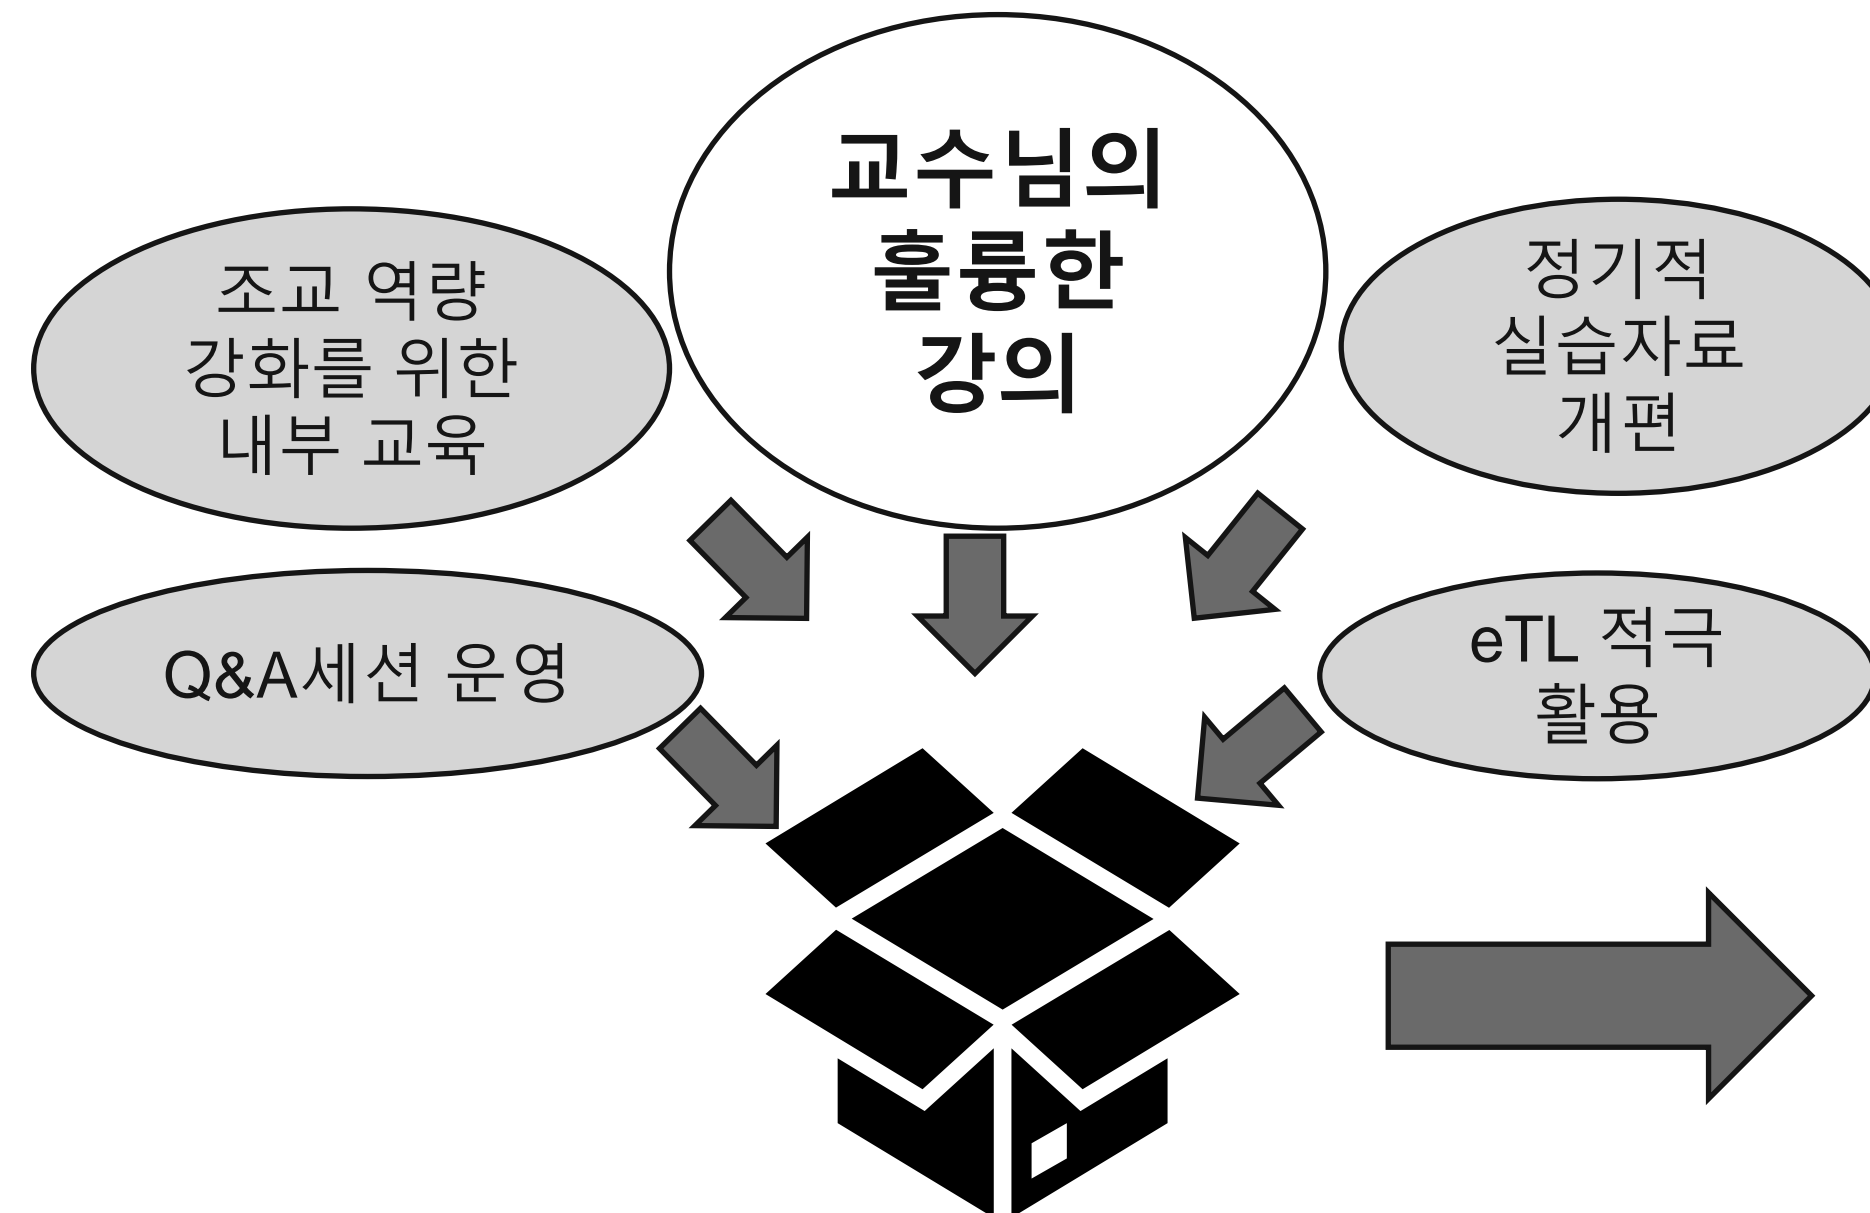 교수님의
훌륭한
강의
조교 역량
강화를 위한
내부 교육
정기적
실습자료
개편
Q&A세션 운영
eTL 적극
활용